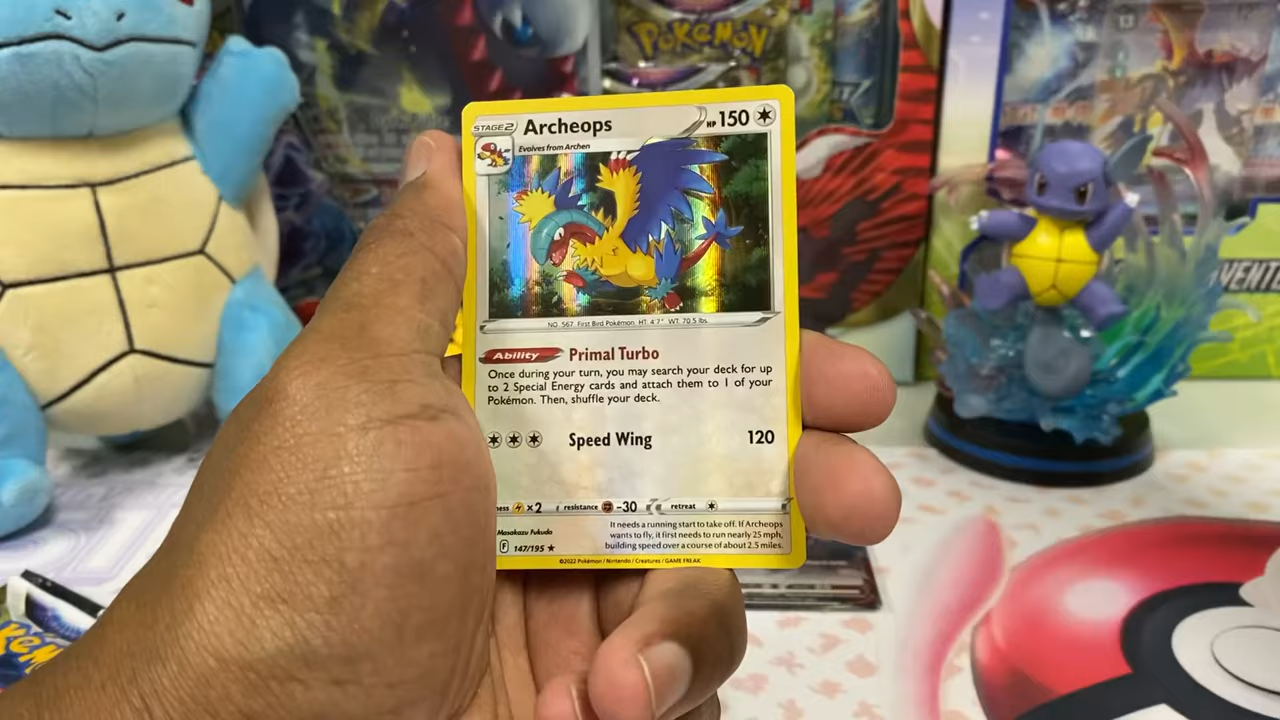 POKÉMON
STAGE 2
Archeops
HP 150
Evolves from Archen
NO. 567 First Bird Pokémon HT: 4'7" WT: 70.5 lbs.
Ability Primal Turbo
Once during your turn, you may search your deck for up
to 2 Special Energy cards and attach them to 1 of your
Pokémon. Then, shuffle your deck.
Speed Wing 120
ness ×2 resistance -30 retreat
Masakazu Fukuda
It needs a running start to take off. If Archeops
wants to fly, it first needs to run nearly 25 mph,
building speed over a course of about 2.5 miles.
F 147/195 ★
©2022 Pokémon / Nintendo / Creatures / GAME FREAK
VENT